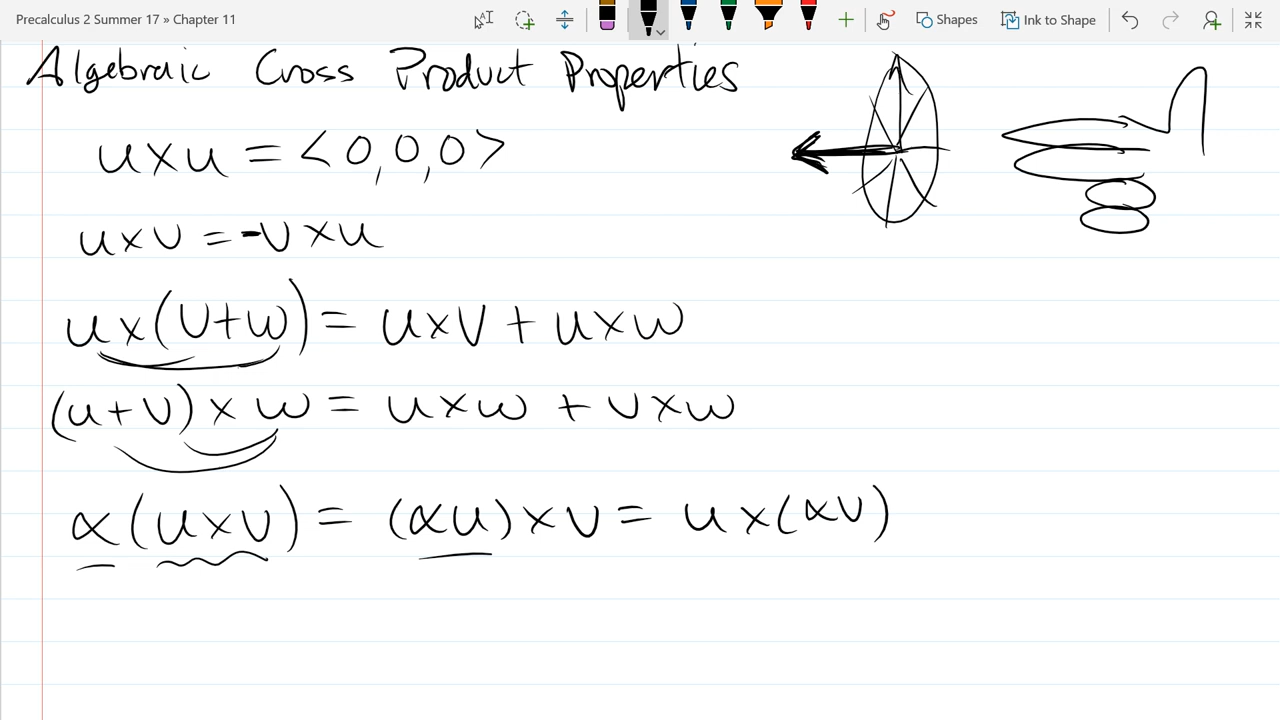 Precalculus 2 Summer 17 » Chapter 11
Shapes
Ink to Shape
Algebraic Cross Product Properties
u×u = <0,0,0>
u×v = -v×u
u×(v+w) = u×v + u×w
(u+v)×w = u×w + v×w
α(u×v) = (αu)×v = u×(αv)